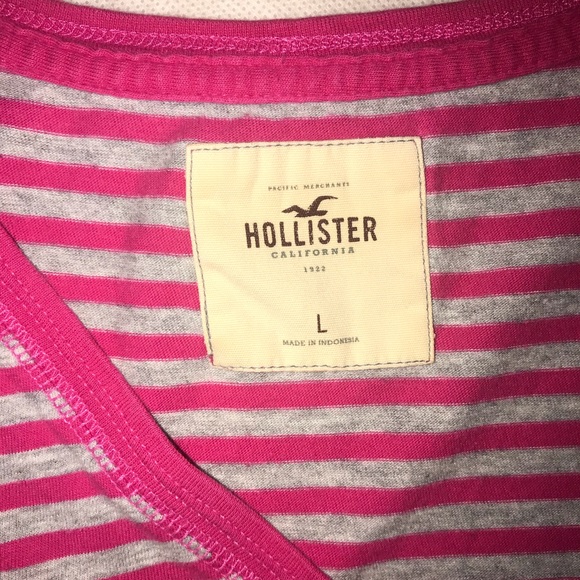 PACIFIC MERCHANTS
HOLLISTER
CALIFORNIA
1922
L
MADE IN INDONESIA